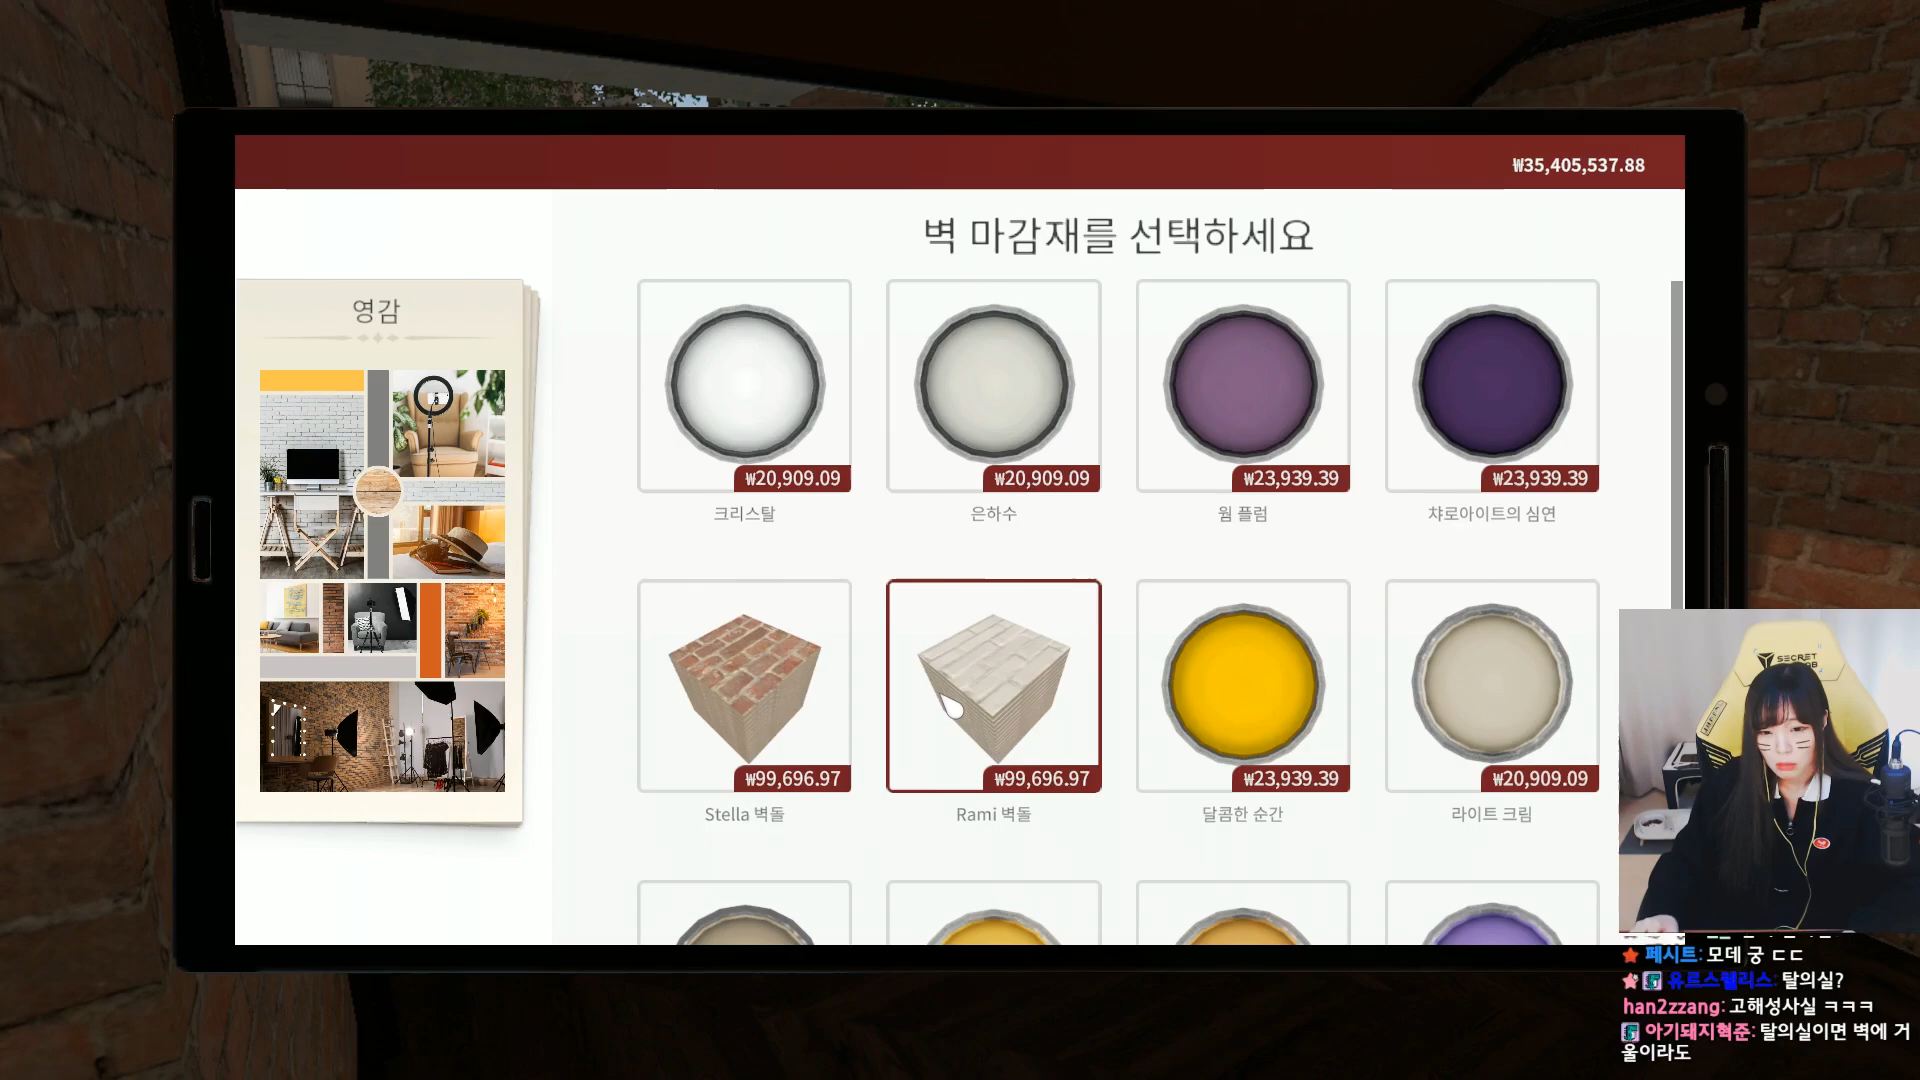 ₩35,405,537.88
벽 마감재를 선택하세요
영감
₩20,909.09
₩20,909.09
₩23,939.39
₩23,939.39
크리스탈
은하수
웜 플럼
챠로아이트의 심연
₩99,696.97
₩99,696.97
₩23,939.39
₩20,909.09
Stella 벽돌
Rami 벽돌
달콤한 순간
라이트 크림
SECRET
페시트: 모데 궁 ㄷㄷ
유르스렐리스: 탈의실?
han2zzang: 고해성사실 ㅋㅋㅋ
아기돼지혁준: 탈의실이면 벽에 거
울이라도